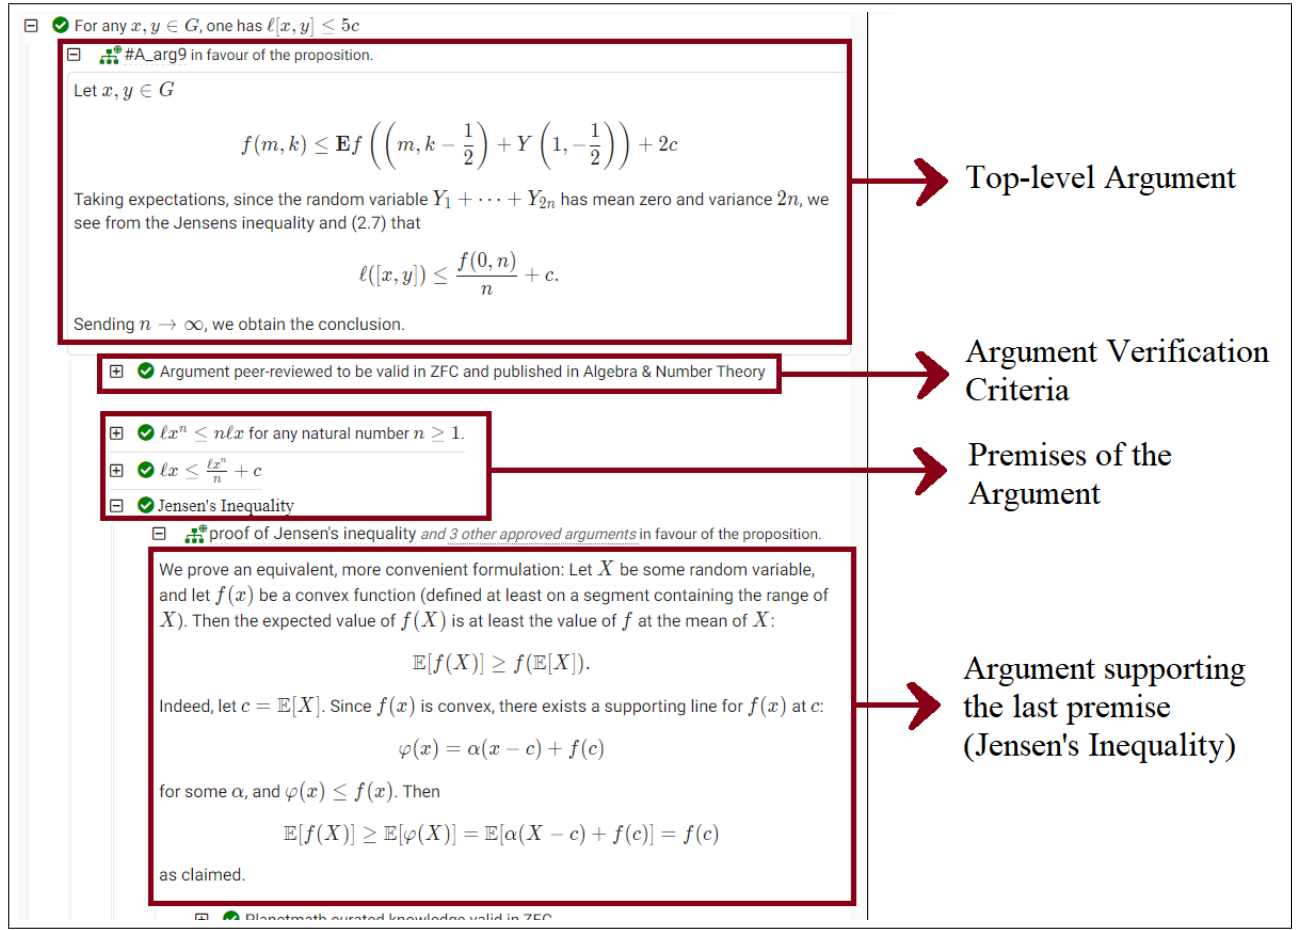 For any x, y ∈ G, one has ℓ[x, y] ≤ 5c
#A_arg9 in favour of the proposition.
Let x, y ∈ G
f(m, k) ≤ Ef ((m, k − 1/2) + Y (1, −1/2)) + 2c
Top-level Argument
Taking expectations, since the random variable Y₁ + ⋯ + Y₂ₙ has mean zero and variance 2n, we
see from the Jensens inequality and (2.7) that
ℓ([x, y]) ≤ f(0, n)/n + c.
Sending n → ∞, we obtain the conclusion.
Argument peer-reviewed to be valid in ZFC and published in Algebra & Number Theory
Argument Verification
Criteria
ℓxⁿ ≤ nℓx for any natural number n ≥ 1.
ℓx ≤ ℓxⁿ/n + c
Jensen's Inequality
Premises of the
Argument
proof of Jensen's inequality and 3 other approved arguments in favour of the proposition.
We prove an equivalent, more convenient formulation: Let X be some random variable,
and let f(x) be a convex function (defined at least on a segment containing the range of
X). Then the expected value of f(X) is at least the value of f at the mean of X:
𝔼[f(X)] ≥ f(𝔼[X]).
Indeed, let c = 𝔼[X]. Since f(x) is convex, there exists a supporting line for f(x) at c:
φ(x) = α(x − c) + f(c)
for some α, and φ(x) ≤ f(x). Then
𝔼[f(X)] ≥ 𝔼[φ(X)] = 𝔼[α(X − c) + f(c)] = f(c)
as claimed.
Argument supporting
the last premise
(Jensen's Inequality)
Planetmath curated knowledge valid in ZFC